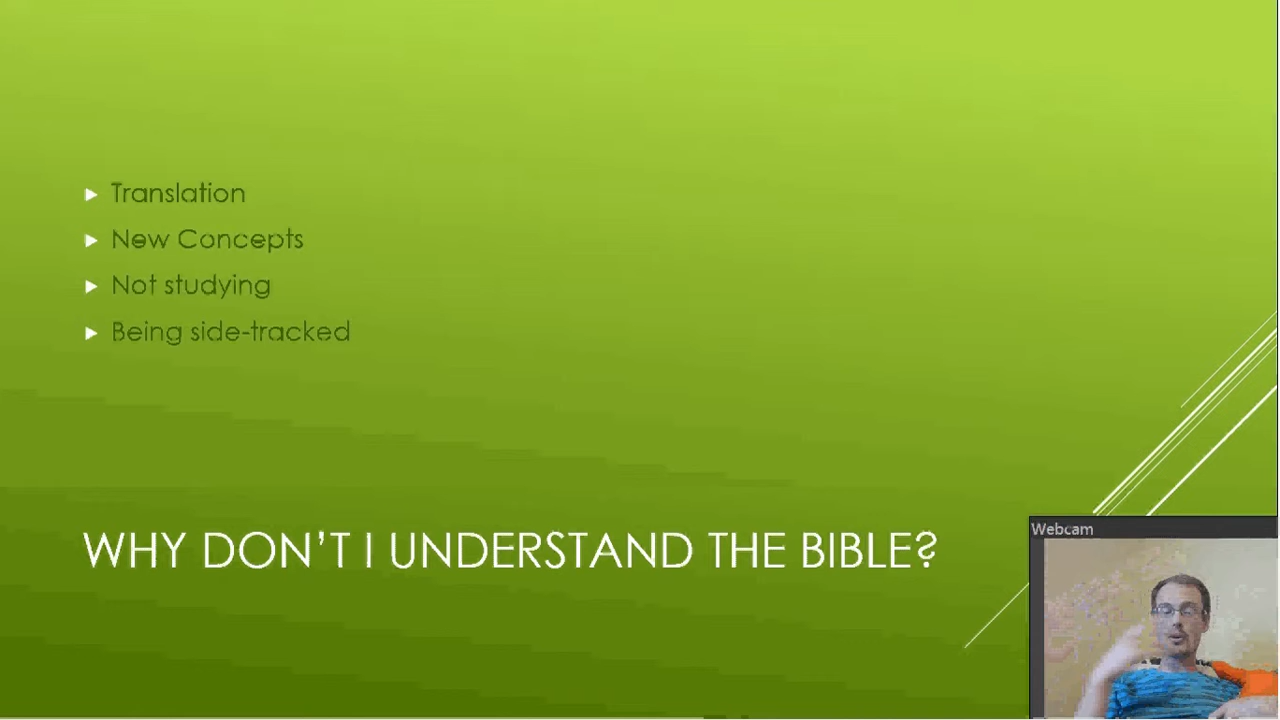 Translation
New Concepts
Not studying
Being side-tracked
WHY DON'T I UNDERSTAND THE BIBLE?
Webcam